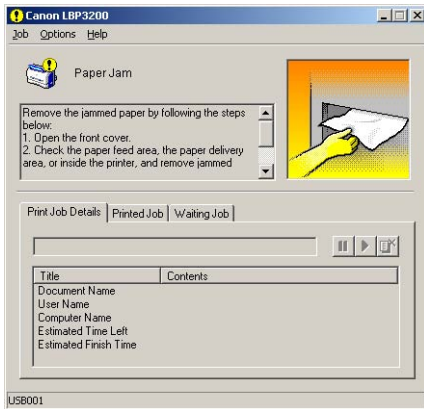 Canon LBP3200
Job Options Help
Paper Jam
Remove the jammed paper by following the steps
below:
1. Open the front cover.
2. Check the paper feed area, the paper delivery
area, or inside the printer, and remove jammed
Print Job Details Printed Job Waiting Job
Title Contents
Document Name
User Name
Computer Name
Estimated Time Left
Estimated Finish Time
USB001